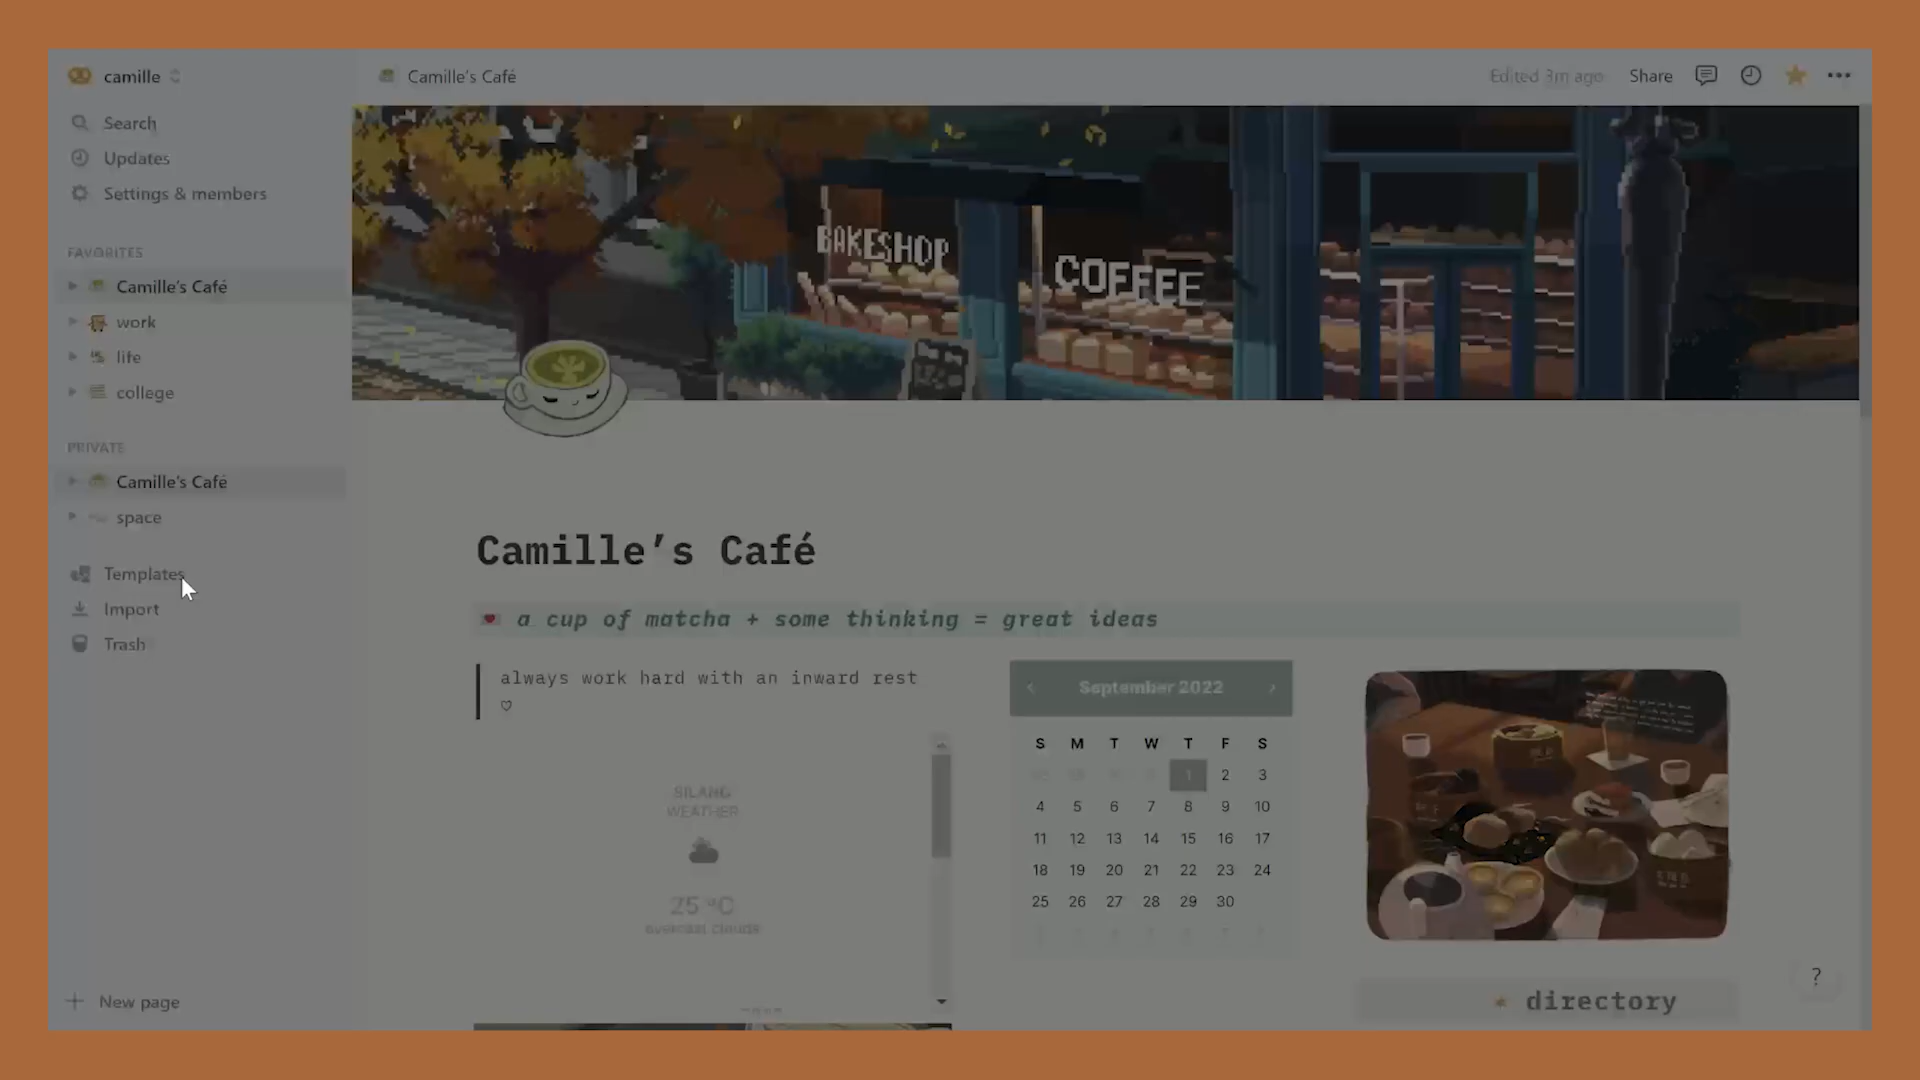 camille
Search
Updates
Settings & members
FAVORITES
Camille's Café
work
life
college
PRIVATE
Camille's Café
space
Templates
Import
Trash
New page
Camille's Café
Edited 3m ago
Share
BAKESHOP
COFFEE
Camille's Café
a cup of matcha + some thinking = great ideas
always work hard with an inward rest
♡
SILANG
WEATHER
25 °C
overcast clouds
September 2022
S M T W T F S
1 2 3
4 5 6 7 8 9 10
11 12 13 14 15 16 17
18 19 20 21 22 23 24
25 26 27 28 29 30
directory
?